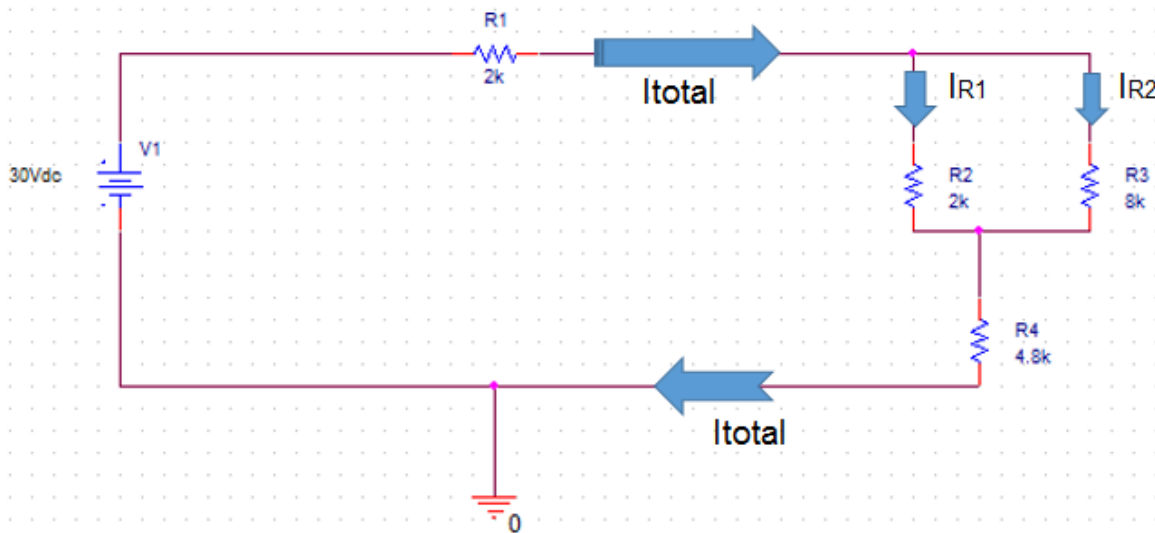 R1
2k
Itotal
IR1
IR2
V1
30Vdc
R2
2k
R3
8k
R4
4.8k
Itotal
0